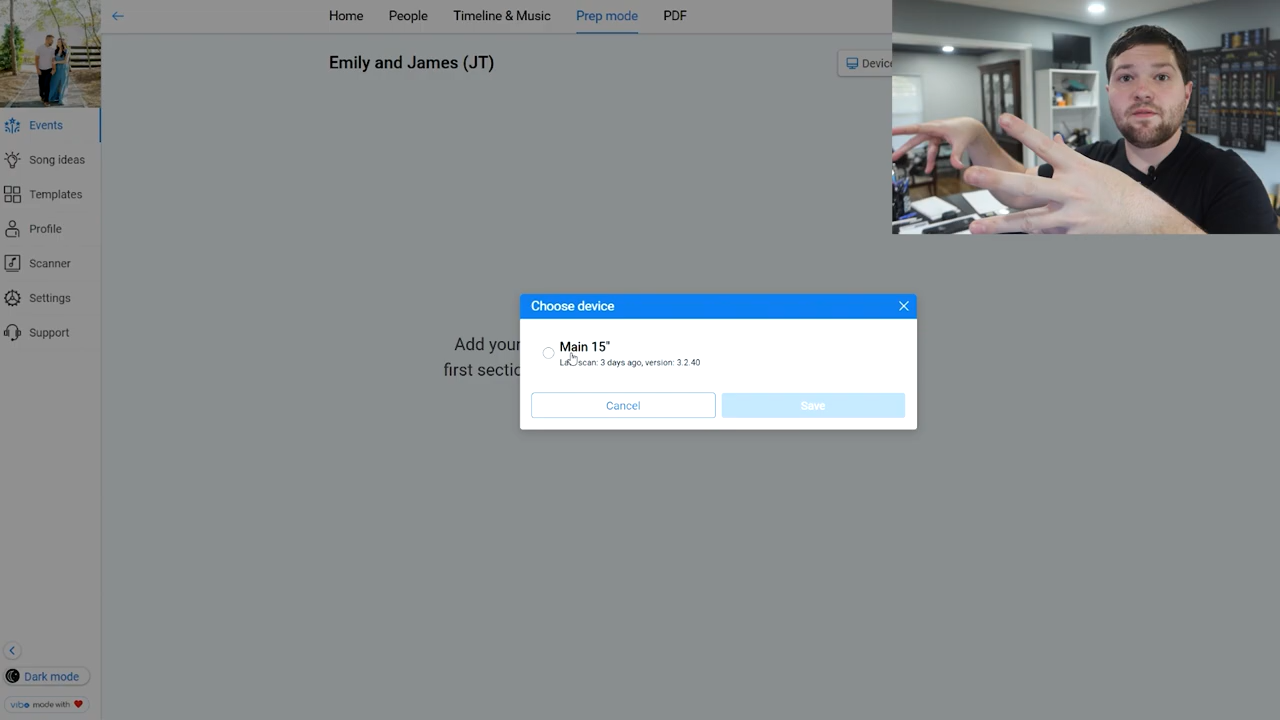 Home People Timeline & Music Prep mode PDF
Emily and James (JT)
Events
Song ideas
Templates
Profile
Scanner
Settings
Support
Add your
first
Choose device
Main 15"
scan: 3 days ago, version: 3.2.40
Cancel Save
Dark mode
vibo made with